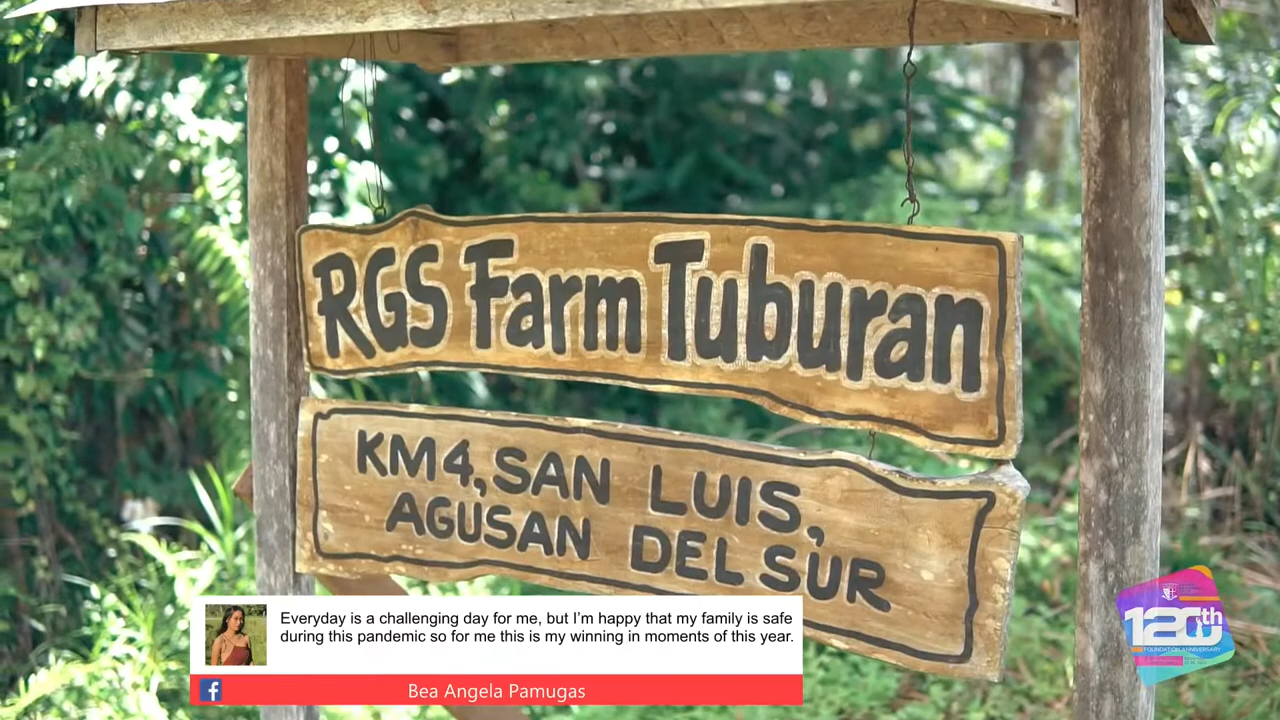 RGS Farm Tuburan
KM4, SAN LUIS,
AGUSAN DEL SUR
Everyday is a challenging day for me, but I'm happy that my family is safe
during this pandemic so for me this is my winning in moments of this year.
Bea Angela Pamugas
120th
FOUNDATION ANNIVERSARY